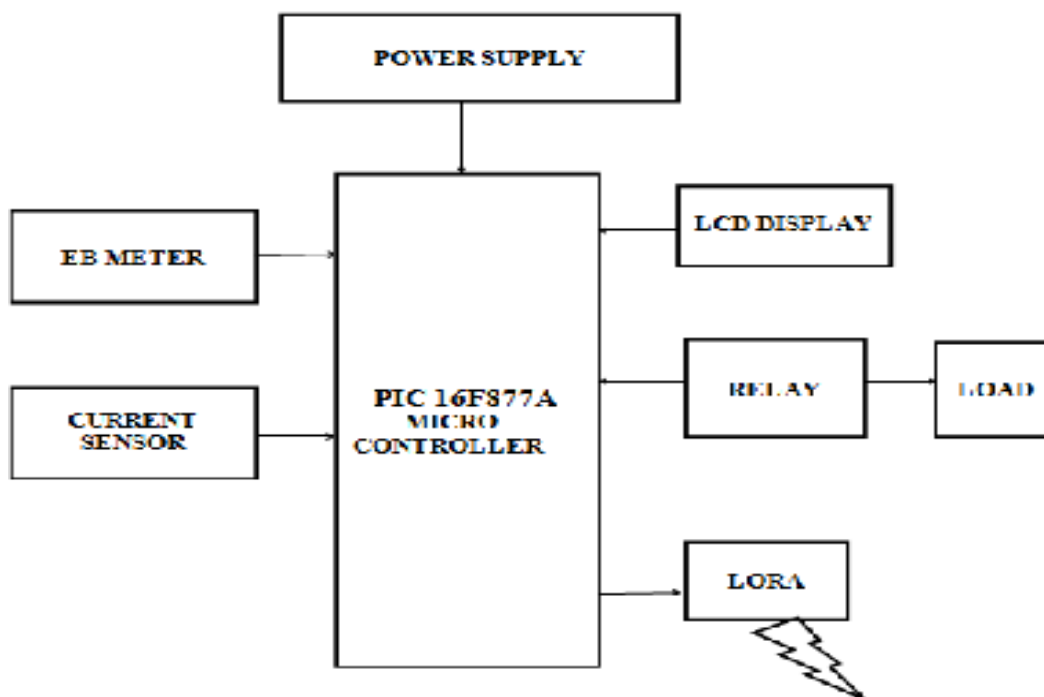 POWER SUPPLY
EB METER
LCD DISPLAY
CURRENT
SENSOR
PIC 16F877A
MICRO
CONTROLLER
RELAY
LOAD
LORA